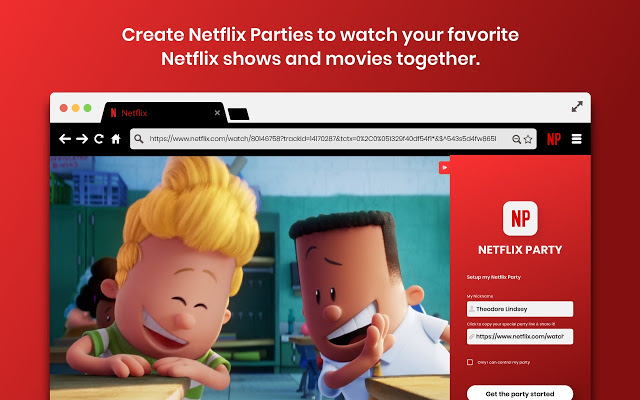 Create Netflix Parties to watch your favorite
Netflix shows and movies together.
N Netflix
https://www.netflix.com/watch/80146758?trackid=14170287&tctx=0%2C0%051329f40df54f1*&$^543s5d4fw865l
NP
NP
NETFLIX PARTY
Setup my Netflix Party
My Nickname
Theodore Lindsey
Click to copy your special party link & share it!
https://www.netflix.com/watch
Only I can control my party
Get the party started